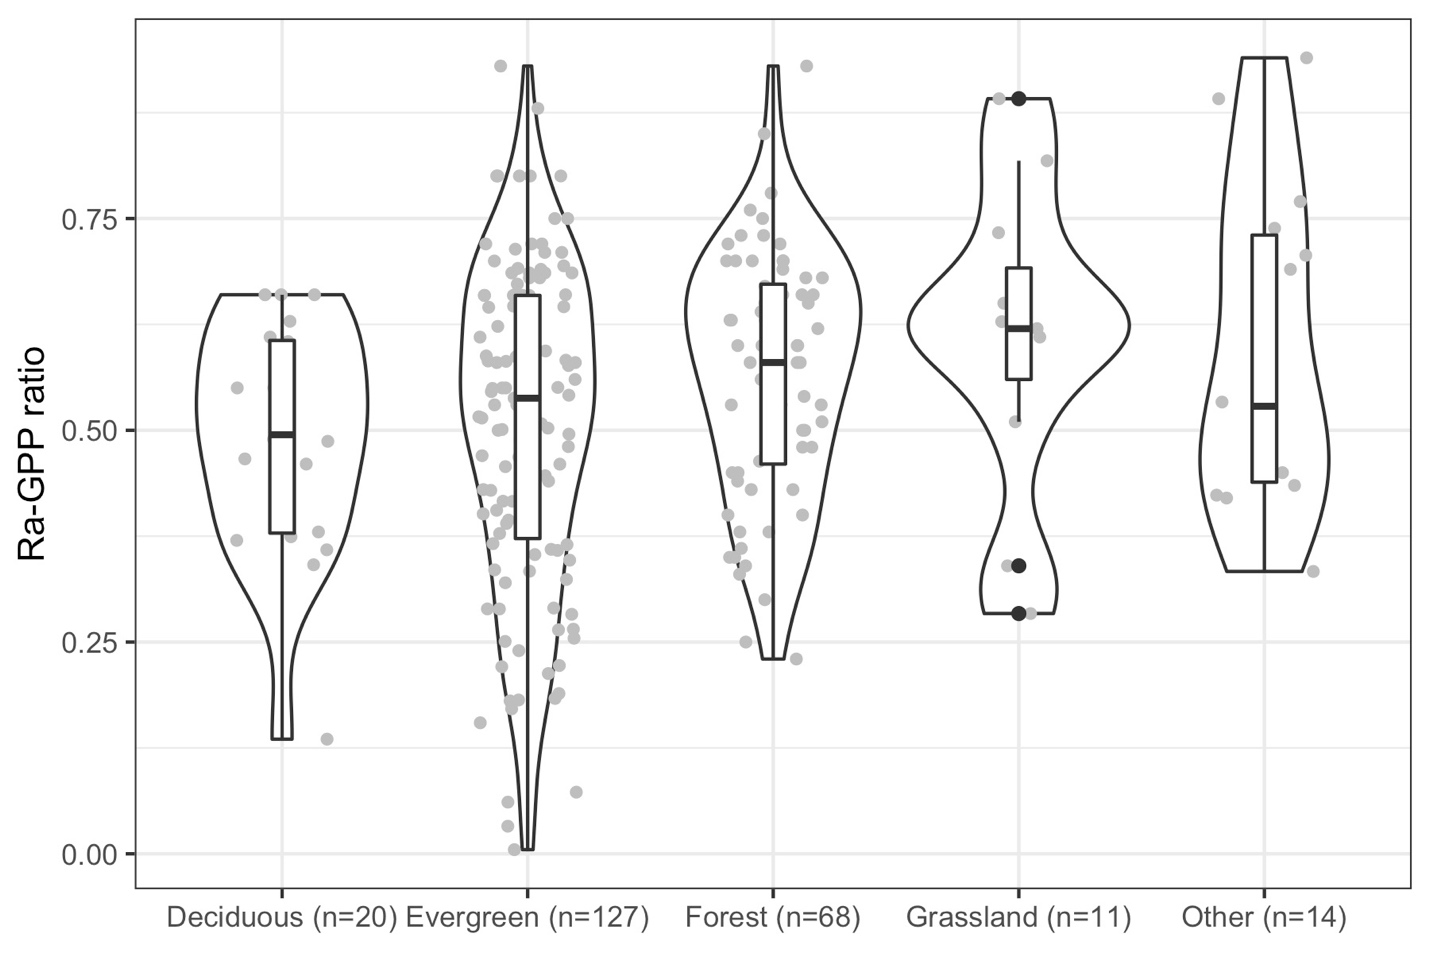 Ra-GPP ratio
0.75
0.50
0.25
0.00
Deciduous (n=20) Evergreen (n=127) Forest (n=68) Grassland (n=11) Other (n=14)